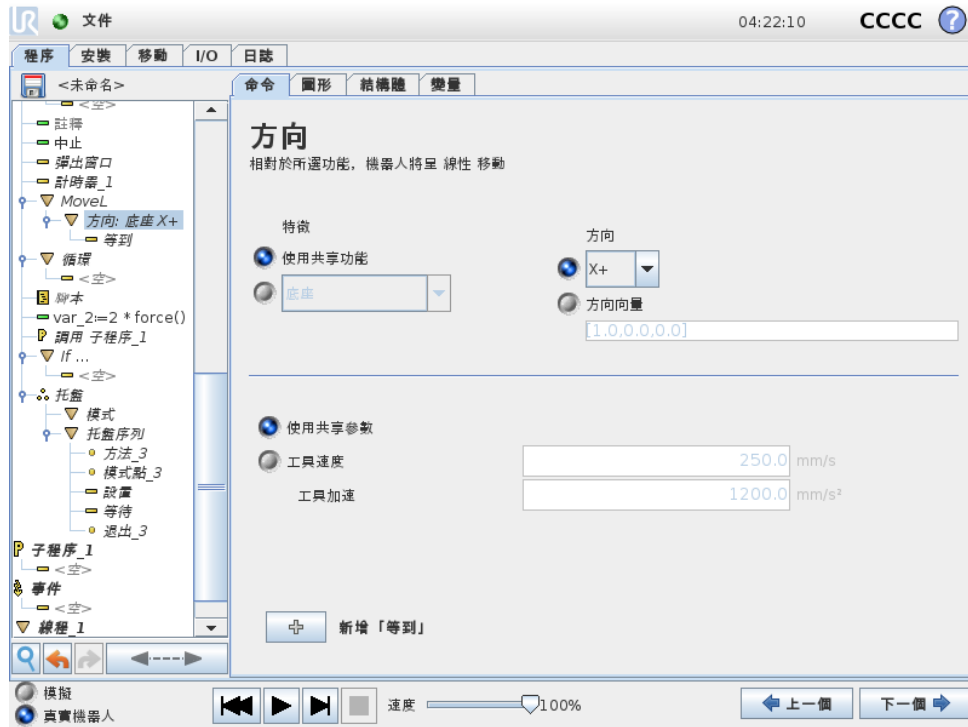 UR 文件 04:22:10 CCCC ?
程序 安裝 移動 I/O 日誌
<未命名> 命令 圖形 結構體 變量
<空>
註釋
中止
彈出窗口
計時器_1
MoveL
方向: 底座 X+
等到
循環
<空>
腳本
var_2:=2 * force()
P 調用 子程序_1
If ...
<空>
托盤
模式
托盤序列
方法_3
模式點_3
設置
等待
退出_3
P 子程序_1
<空>
事件
<空>
線程_1
方向
相對於所選功能，機器人將呈 線性 移動
特徵
使用共享功能
底座
方向
X+
方向向量
[1.0,0.0,0.0]
使用共享參數
工具速度 250.0 mm/s
工具加速 1200.0 mm/s²
新增「等到」
模擬
真實機器人
速度 100%
上一個 下一個